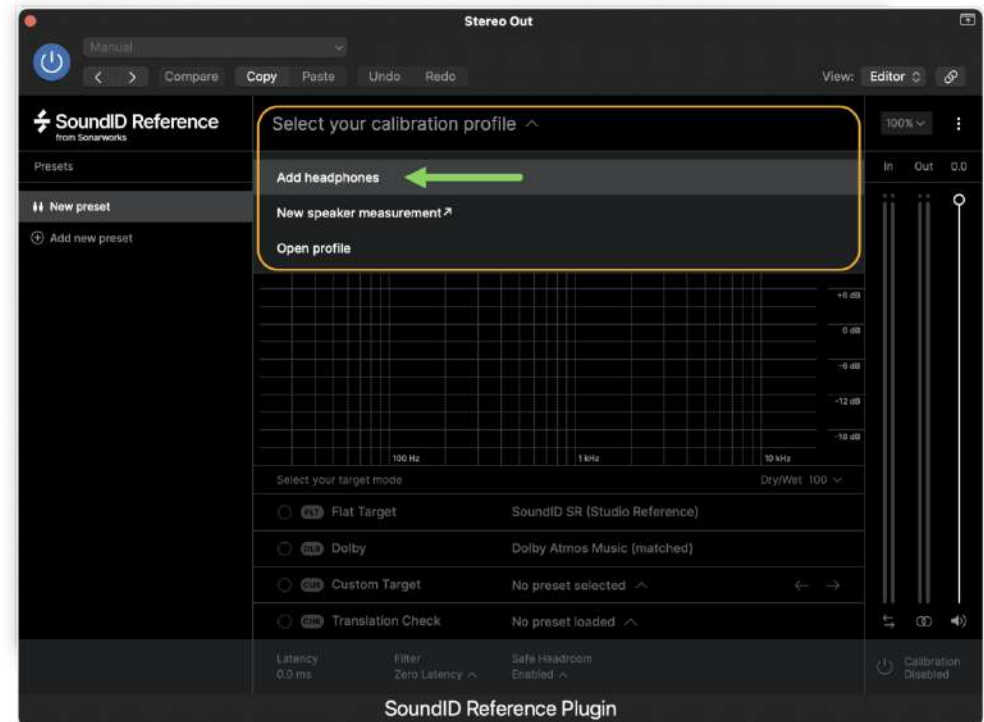 Stereo Out
Manual
Compare Copy Paste Undo Redo View: Editor
SoundID Reference
from Sonarworks
Select your calibration profile
100%
Presets
In Out 0.0
Add headphones
New preset
New speaker measurement
Add new preset
Open profile
+6 dB
0 dB
-6 dB
-12 dB
-18 dB
100 Hz 1 kHz 10 kHz
Select your target mode Dry/Wet 100
FLT Flat Target SoundID SR (Studio Reference)
DLB Dolby Dolby Atmos Music (matched)
CUS Custom Target No preset selected
CHK Translation Check No preset loaded
Latency Filter Safe Headroom
0.0 ms Zero Latency Enabled
Calibration
Disabled
SoundID Reference Plugin